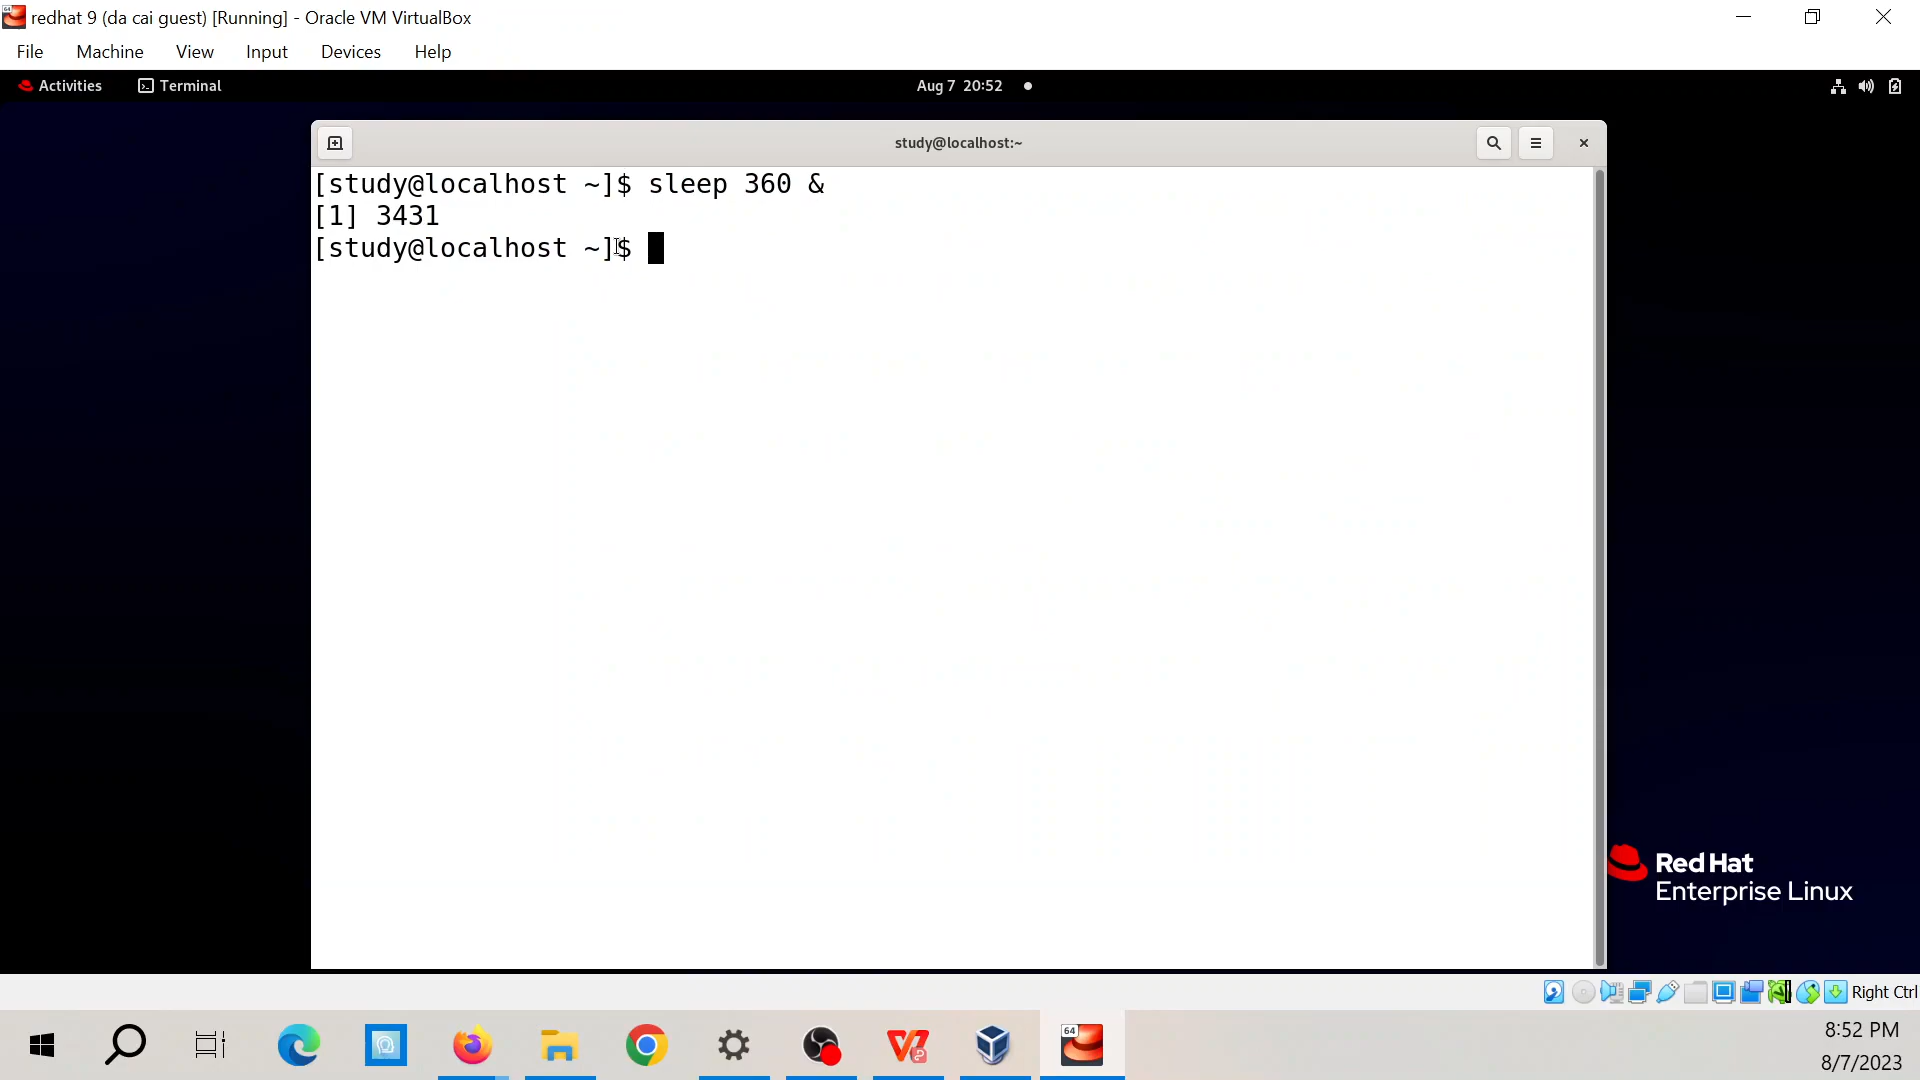 redhat 9 (da cai guest) [Running] - Oracle VM VirtualBox
File Machine View Input Devices Help
Activities Terminal Aug 7 20:52
study@localhost:~
[study@localhost ~]$ sleep 360 &
[1] 3431
[study@localhost ~]$
Red Hat
Enterprise Linux
Right Ctrl
64
8:52 PM
8/7/2023